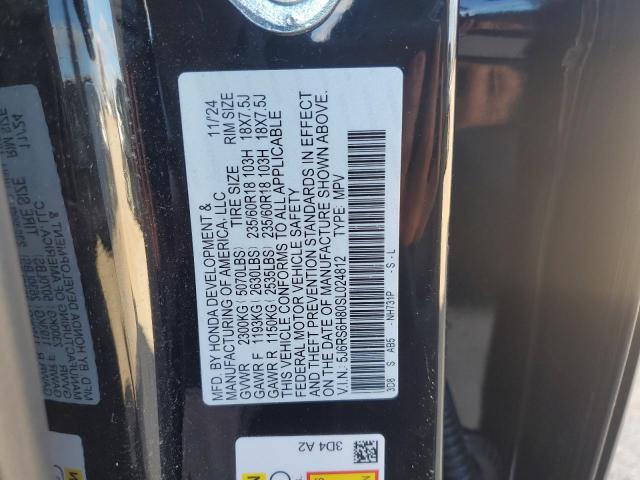 MFD BY HONDA DEVELOPMENT &
MANUFACTURING OF AMERICA, LLC 11/'24
TIRE SIZE RIM SIZE
GVWR 2300KG(5070LBS)
GAWR F 1193KG(2630LBS) 235/60R18 103H 18X7.5J
GAWR R 1150KG(2535LBS) 235/60R18 103H 18X7.5J
THIS VEHICLE CONFORMS TO ALL APPLICABLE
FEDERAL MOTOR VEHICLE SAFETY
AND THEFT PREVENTION STANDARDS IN EFFECT
ON THE DATE OF MANUFACTURE SHOWN ABOVE.
V.I.N.: 5J6RS6H80SL024812 TYPE: MPV
3D8 S AB5 -NH731P -S-L
3D4 A2